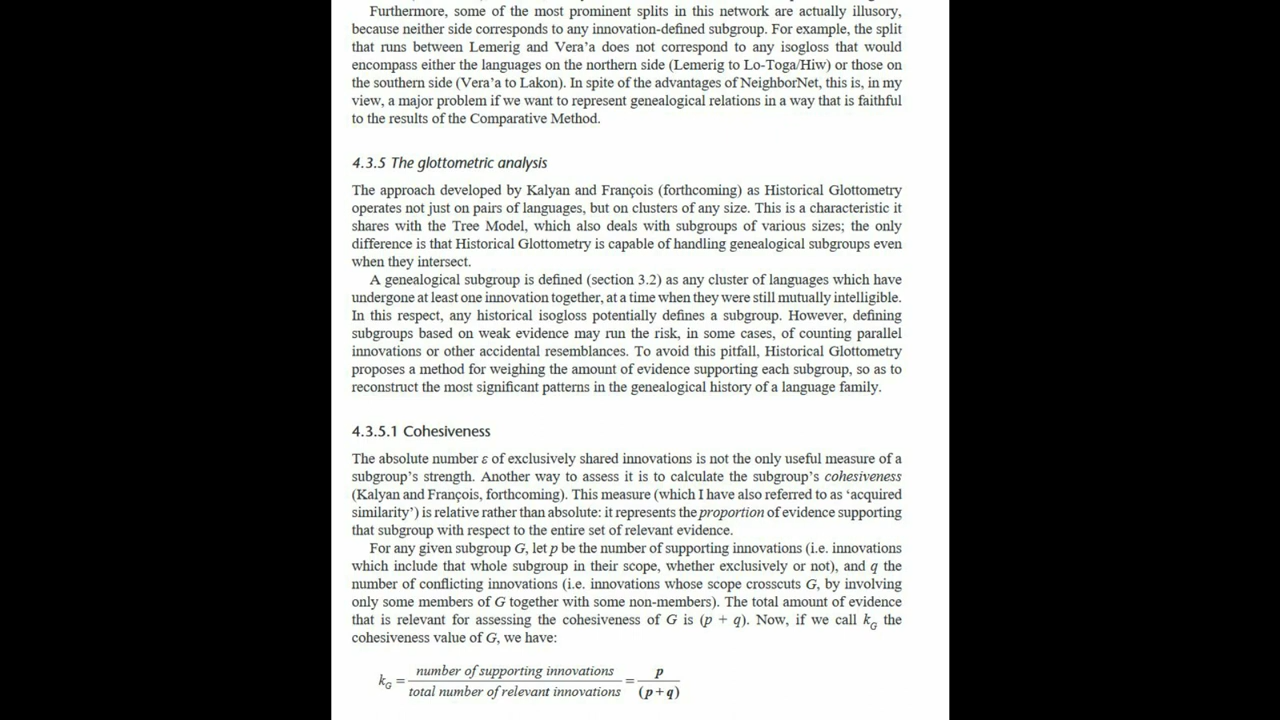 Furthermore, some of the most prominent splits in this network are actually illusory,
because neither side corresponds to any innovation-defined subgroup. For example, the split
that runs between Lemerig and Vera’a does not correspond to any isogloss that would
encompass either the languages on the northern side (Lemerig to Lo-Toga/Hiw) or those on
the southern side (Vera’a to Lakon). In spite of the advantages of NeighborNet, this is, in my
view, a major problem if we want to represent genealogical relations in a way that is faithful
to the results of the Comparative Method.
4.3.5 The glottometric analysis
The approach developed by Kalyan and François (forthcoming) as Historical Glottometry
operates not just on pairs of languages, but on clusters of any size. This is a characteristic it
shares with the Tree Model, which also deals with subgroups of various sizes; the only
difference is that Historical Glottometry is capable of handling genealogical subgroups even
when they intersect.
A genealogical subgroup is defined (section 3.2) as any cluster of languages which have
undergone at least one innovation together, at a time when they were still mutually intelligible.
In this respect, any historical isogloss potentially defines a subgroup. However, defining
subgroups based on weak evidence may run the risk, in some cases, of counting parallel
innovations or other accidental resemblances. To avoid this pitfall, Historical Glottometry
proposes a method for weighing the amount of evidence supporting each subgroup, so as to
reconstruct the most significant patterns in the genealogical history of a language family.
4.3.5.1 Cohesiveness
The absolute number ε of exclusively shared innovations is not the only useful measure of a
subgroup’s strength. Another way to assess it is to calculate the subgroup’s cohesiveness
(Kalyan and François, forthcoming). This measure (which I have also referred to as ‘acquired
similarity’) is relative rather than absolute: it represents the proportion of evidence supporting
that subgroup with respect to the entire set of relevant evidence.
For any given subgroup G, let p be the number of supporting innovations (i.e. innovations
which include that whole subgroup in their scope, whether exclusively or not), and q the
number of conflicting innovations (i.e. innovations whose scope crosscuts G, by involving
only some members of G together with some non-members). The total amount of evidence
that is relevant for assessing the cohesiveness of G is (p + q). Now, if we call k_G the
cohesiveness value of G, we have:
k_G = number of supporting innovations / total number of relevant innovations = p / (p+q)